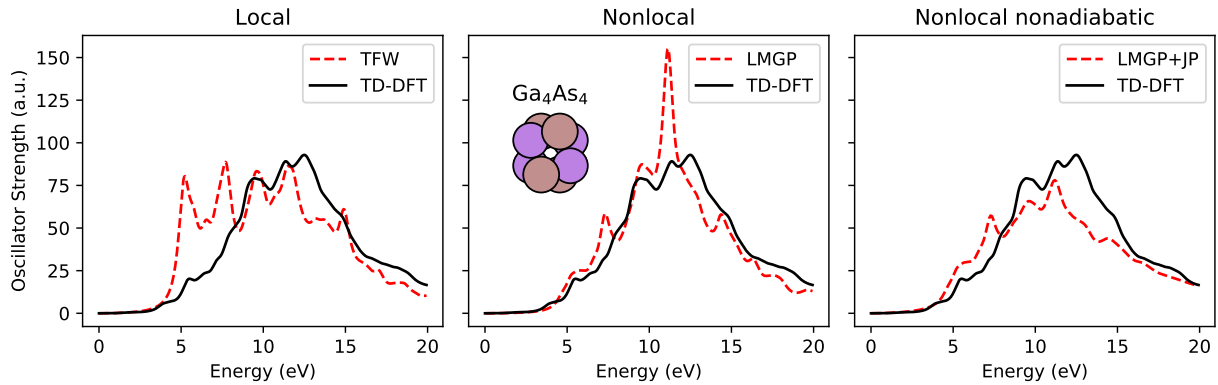 Local
Nonlocal
Nonlocal nonadiabatic
Oscillator Strength (a.u.)
150
125
100
75
50
25
0
TFW
TD-DFT
LMGP
TD-DFT
LMGP+JP
TD-DFT
Ga₄As₄
0 5 10 15 20
0 5 10 15 20
0 5 10 15 20
Energy (eV)
Energy (eV)
Energy (eV)